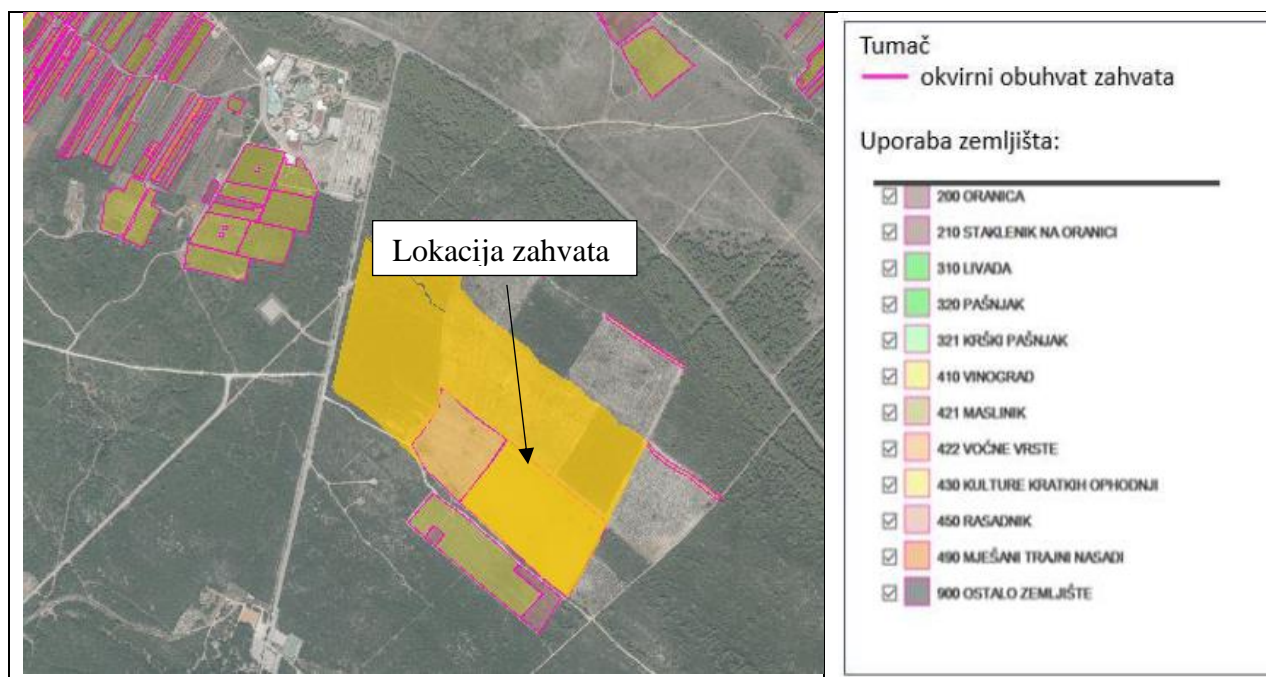 Lokacija zahvata
Tumač
okvirni obuhvat zahvata
Uporaba zemljišta:
200 ORANICA
210 STAKLENIK NA ORANICI
310 LIVADA
320 PAŠNJAK
321 KRŠKI PAŠNJAK
410 VINOGRAD
421 MASLINIK
422 VOĆNE VRSTE
430 KULTURE KRATKIH OPHODNJI
450 RASADNIK
490 MJEŠANI TRAJNI NASADI
900 OSTALO ZEMLJIŠTE